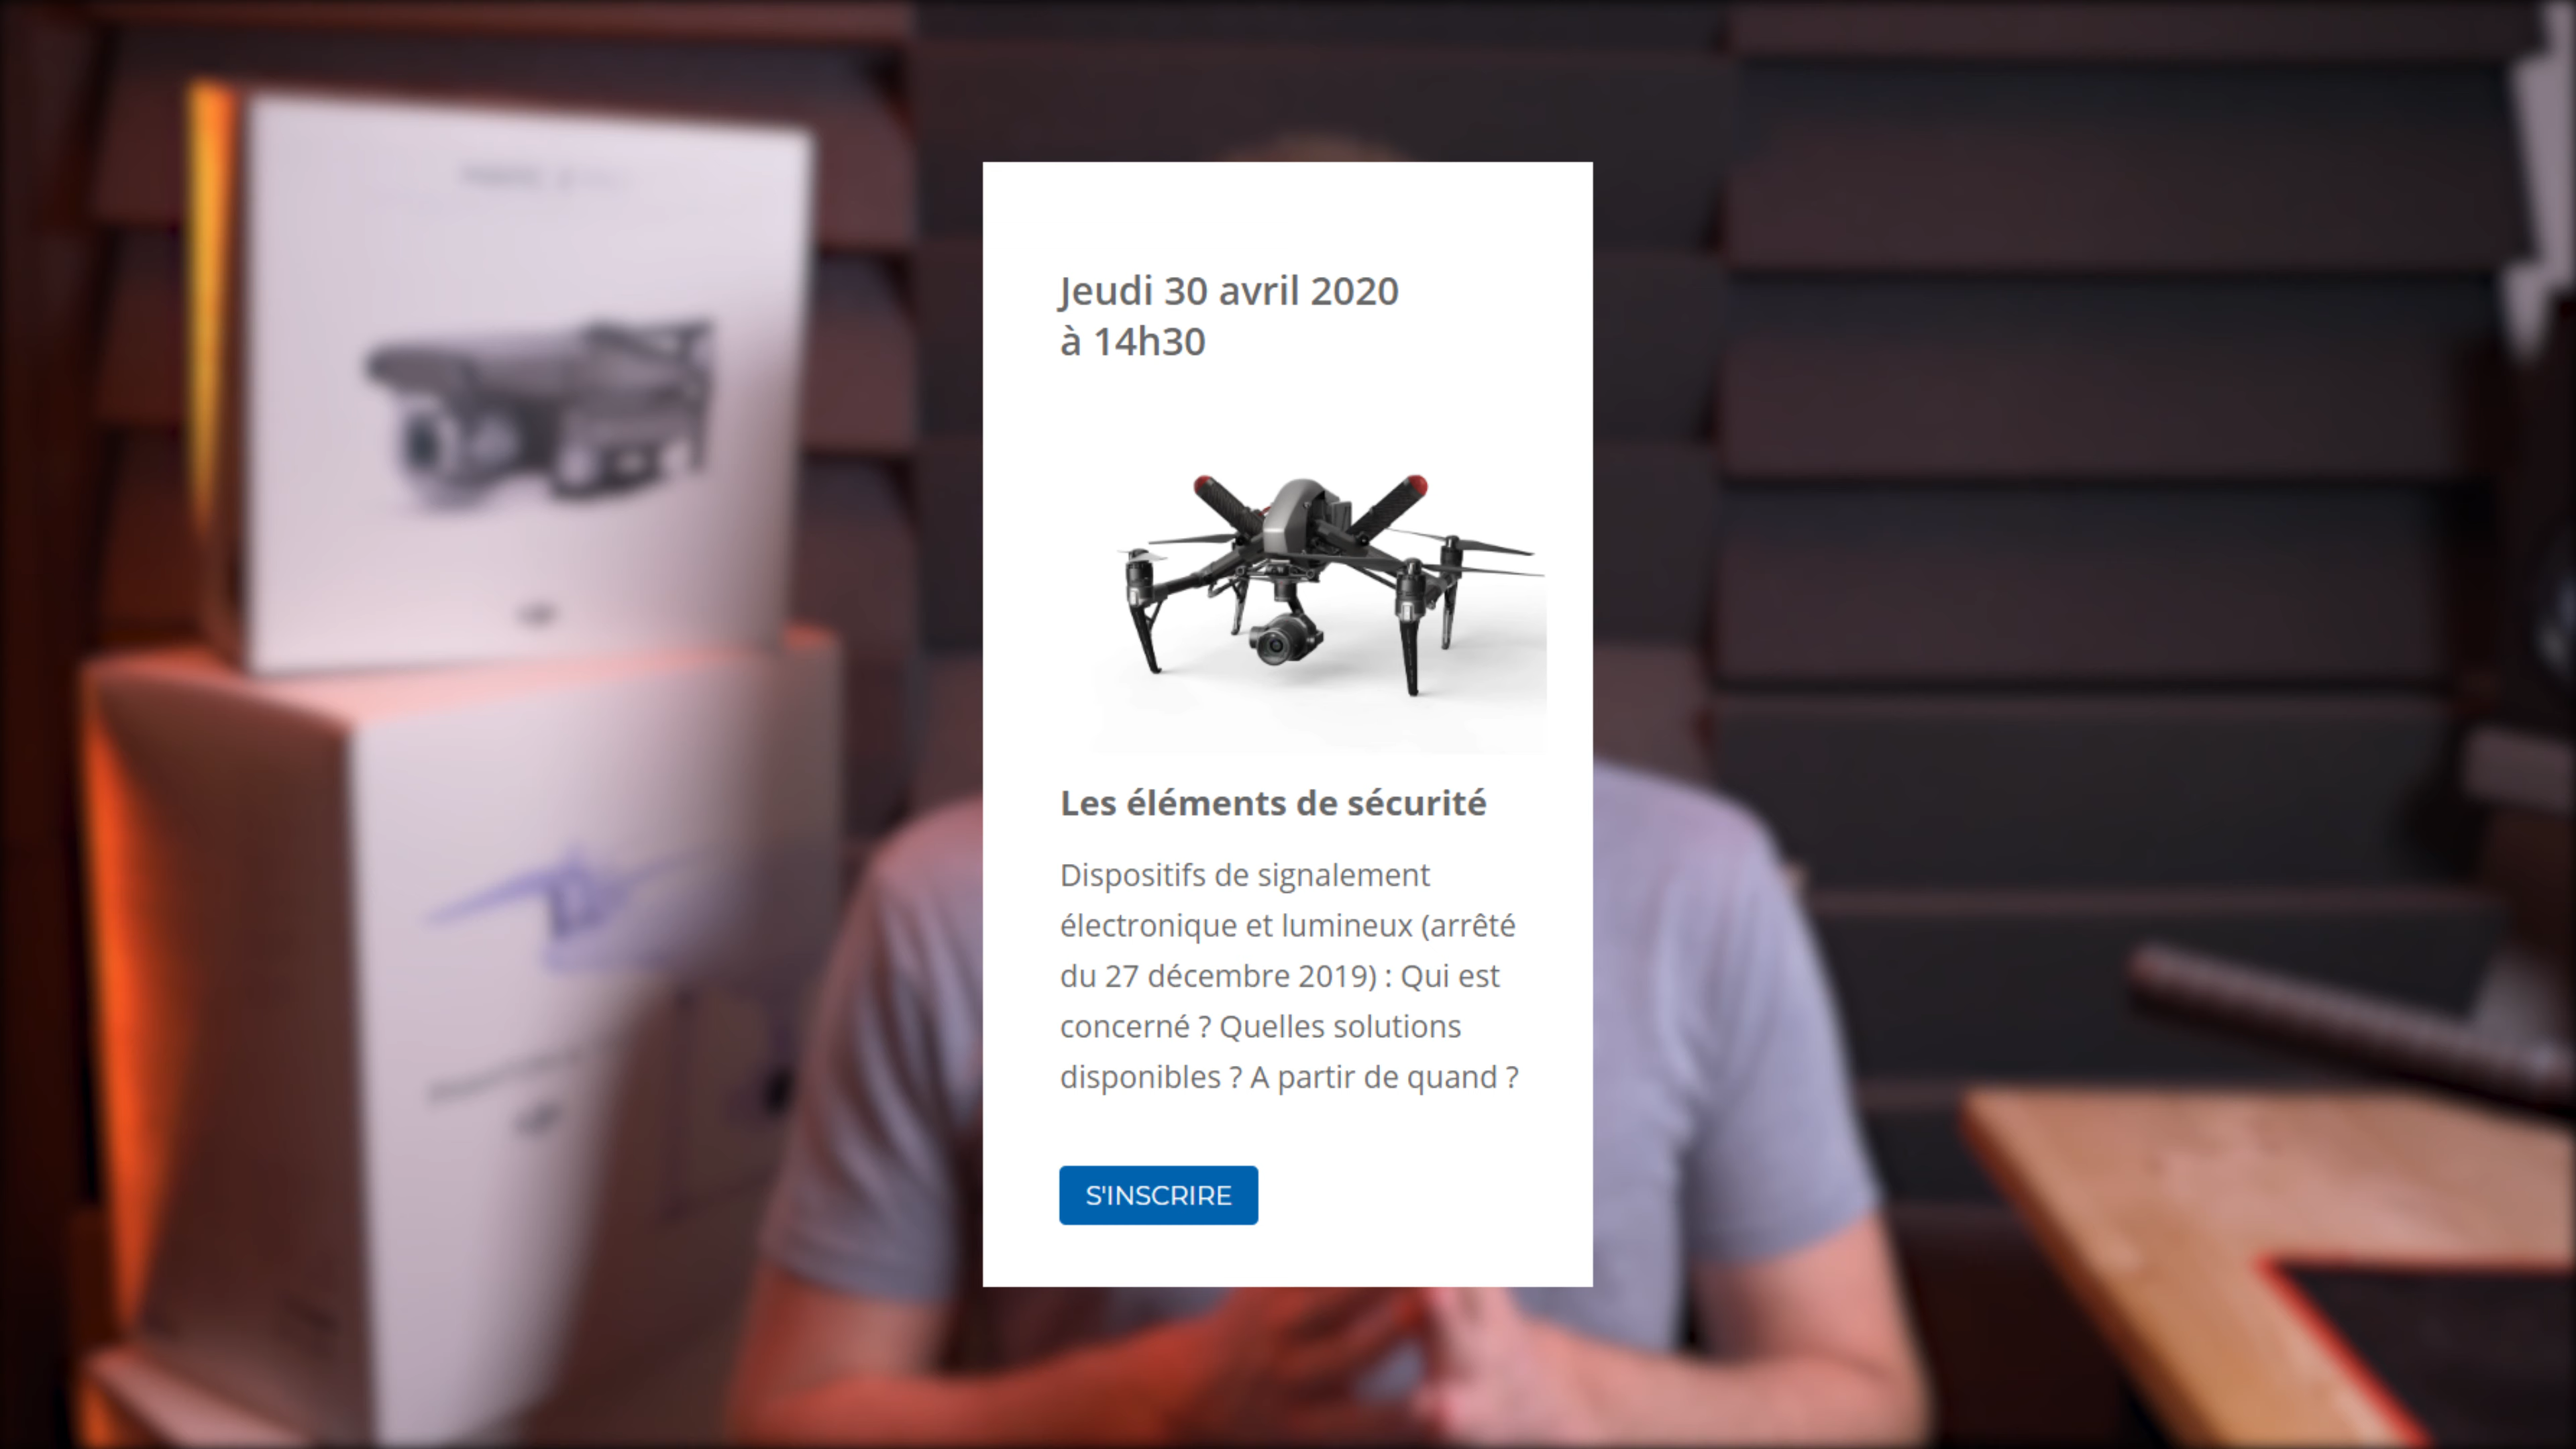 Jeudi 30 avril 2020
à 14h30
Les éléments de sécurité
Dispositifs de signalement
électronique et lumineux (arrêté
du 27 décembre 2019) : Qui est
concerné ? Quelles solutions
disponibles ? A partir de quand ?
S'INSCRIRE